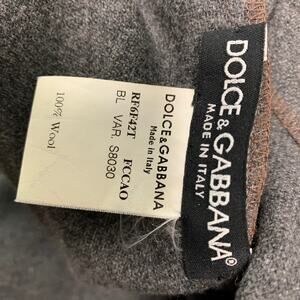 DOLCE & GABBANA
Made in Italy
RF6F42T FCCAO
BL VAR. S8030
100% Wool
DOLCE & GABBANA®
MADE IN ITALY